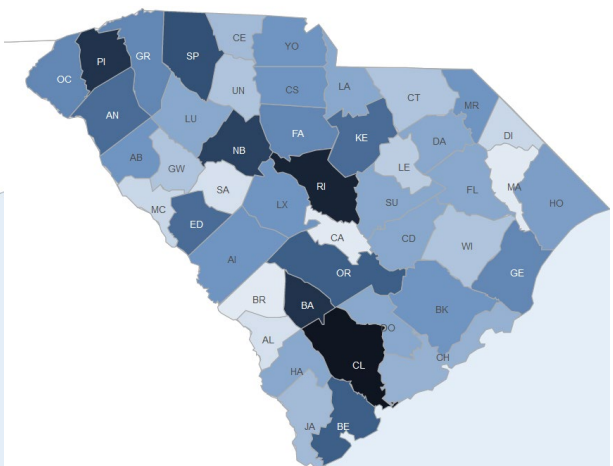 CE
YO
GR
SP
PI
OC
UN
CS
LA
CT
MR
AN
LU
FA
KE
DA
DI
NB
AB
GW
LE
RI
MA
SA
FL
MC
SU
HO
LX
ED
CA
CD
WI
AI
OR
GE
BR
BA
BK
DO
AL
CH
CL
HA
JA
BE